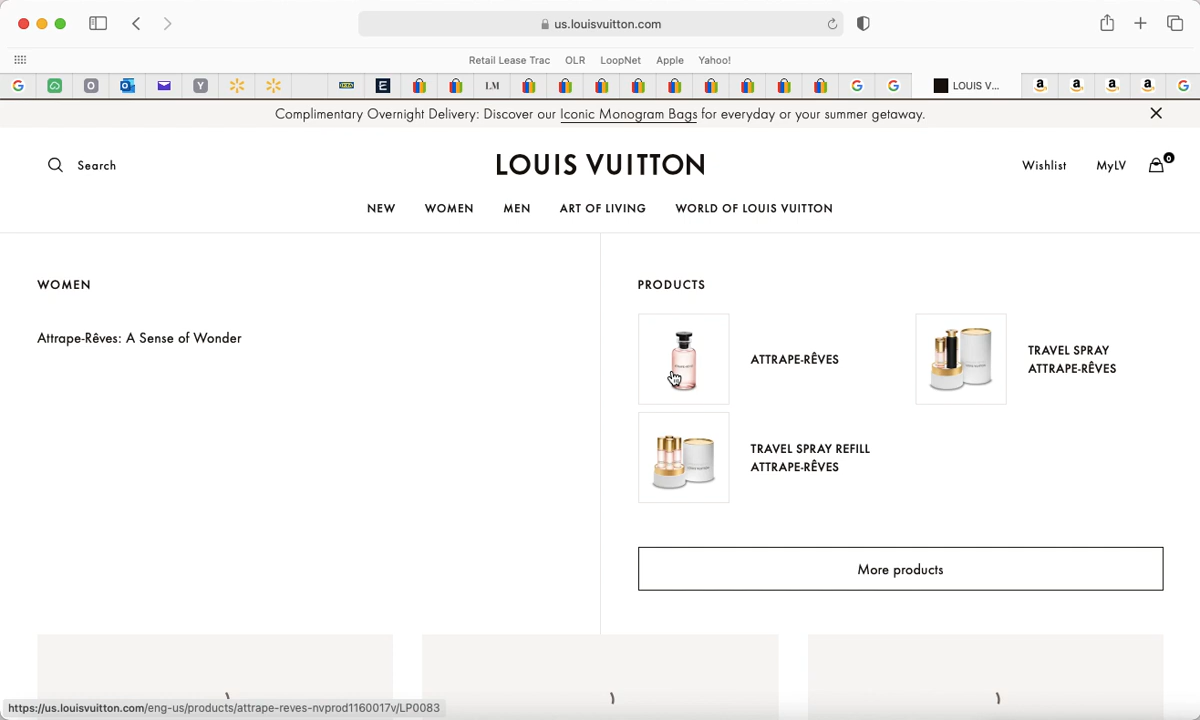 us.louisvuitton.com
Retail Lease Trac OLR LoopNet Apple Yahoo!
LOUIS V...
Complimentary Overnight Delivery: Discover our Iconic Monogram Bags for everyday or your summer getaway.
Search
LOUIS VUITTON
Wishlist MyLV 0
NEW WOMEN MEN ART OF LIVING WORLD OF LOUIS VUITTON
WOMEN
Attrape-Rêves: A Sense of Wonder
PRODUCTS
ATTRAPE-RÊVES
TRAVEL SPRAY
ATTRAPE-RÊVES
TRAVEL SPRAY REFILL
ATTRAPE-RÊVES
More products
https://us.louisvuitton.com/eng-us/products/attrape-reves-nvprod1160017v/LP0083